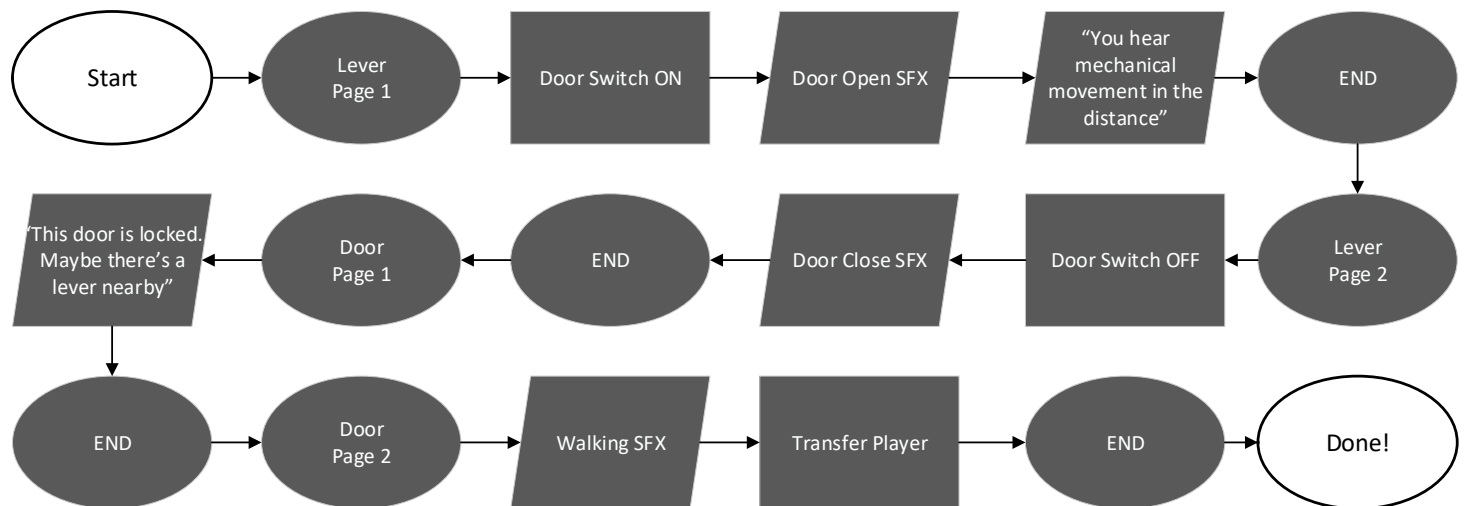 Start
Lever
Page 1
Door Switch ON
Door Open SFX
“You hear
mechanical
movement in the
distance”
END
Lever
Page 2
Door Switch OFF
Door Close SFX
END
Door
Page 1
“This door is locked.
Maybe there’s a
lever nearby”
END
Door
Page 2
Walking SFX
Transfer Player
END
Done!